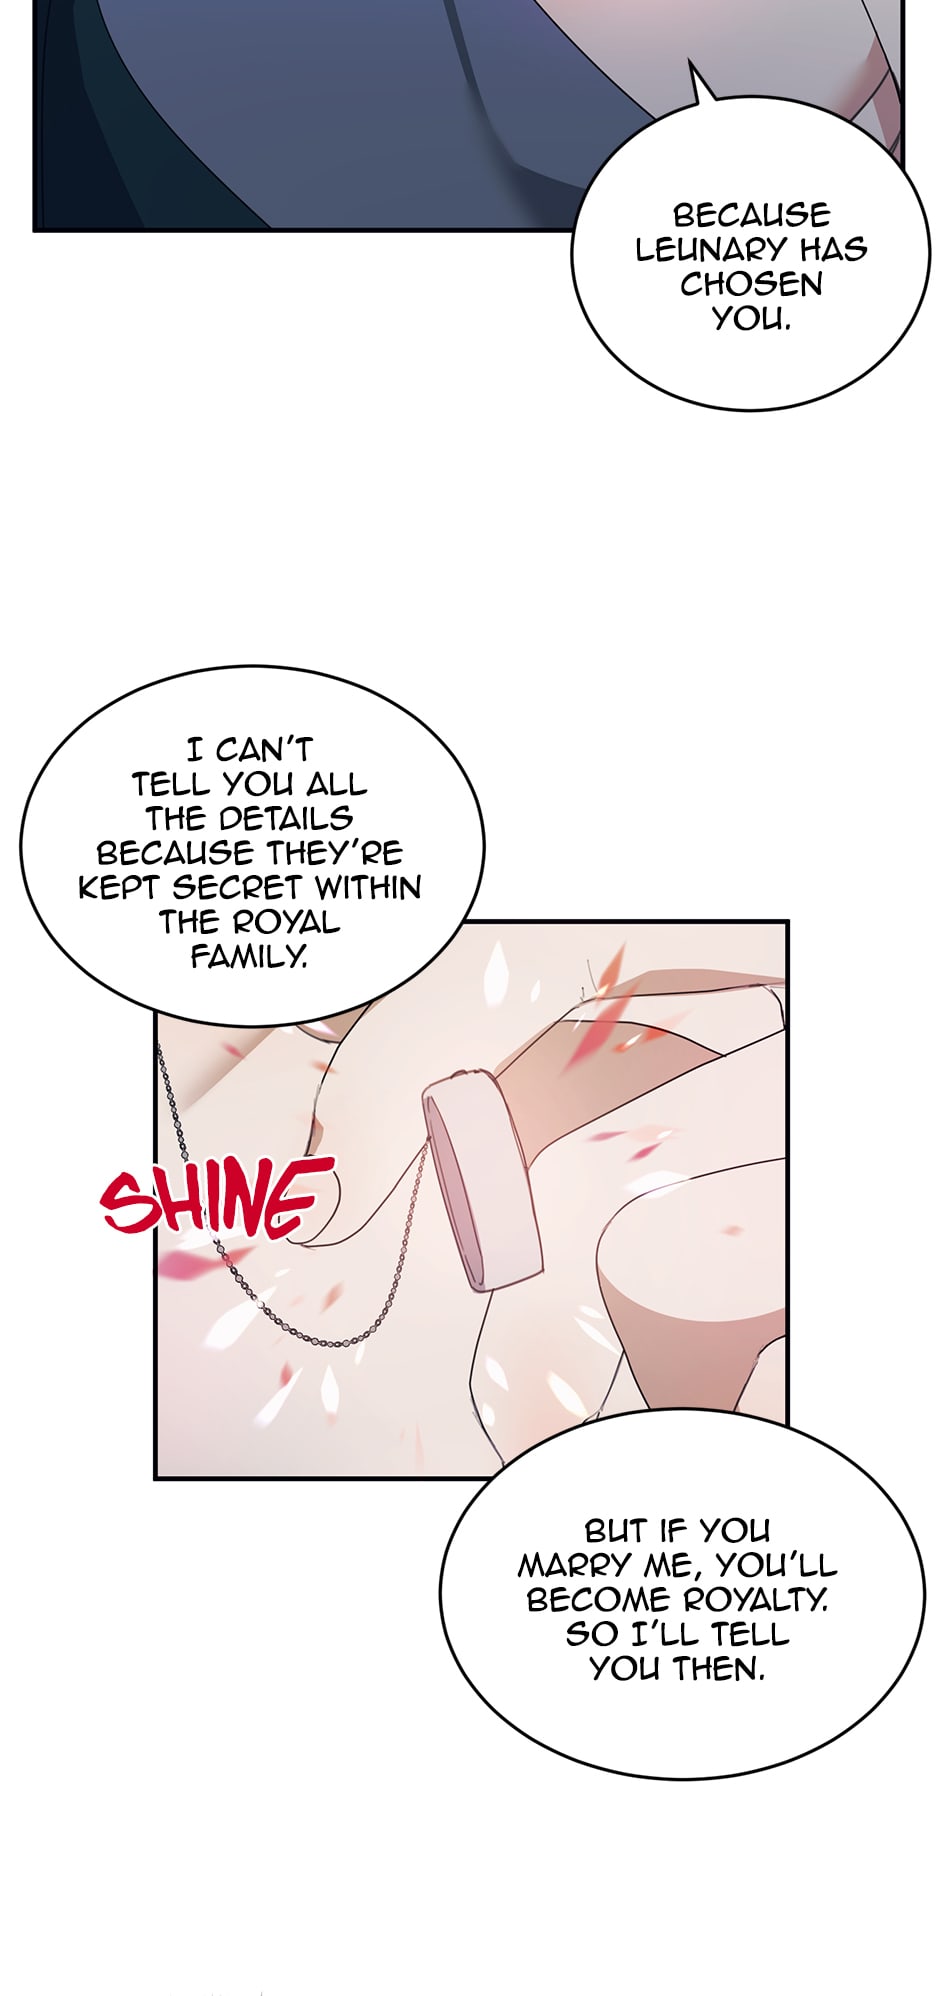 BECAUSE
LEUNARY HAS
CHOSEN
YOU.
I CAN'T
TELL YOU ALL
THE DETAILS
BECAUSE THEY'RE
KEPT SECRET WITHIN
THE ROYAL
FAMILY.
SHINE
BUT IF YOU
MARRY ME, YOU'LL
BECOME ROYALTY.
SO I'LL TELL
YOU THEN.